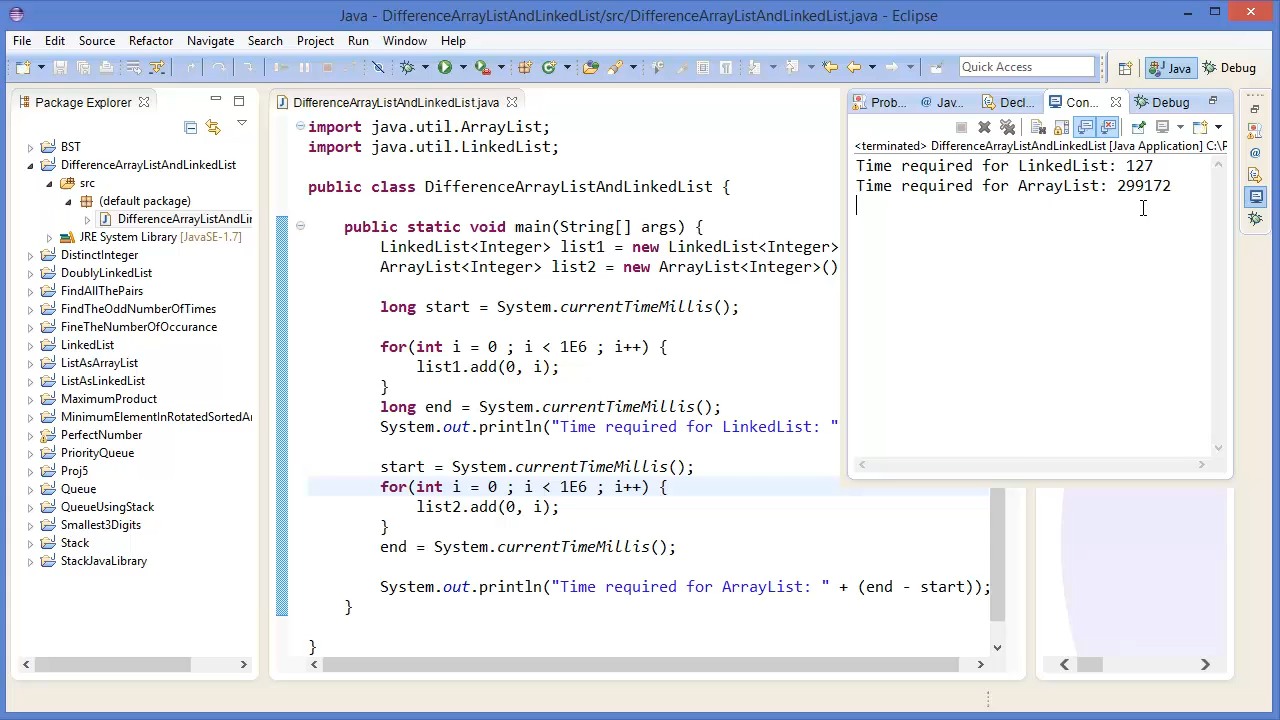 Java - DifferenceArrayListAndLinkedList/src/DifferenceArrayListAndLinkedList.java - Eclipse
File Edit Source Refactor Navigate Search Project Run Window Help
Quick Access
Java
Debug
Package Explorer
BST
DifferenceArrayListAndLinkedList
src
(default package)
DifferenceArrayListAndLin
JRE System Library [JavaSE-1.7]
DistinctInteger
DoublyLinkedList
FindAllThePairs
FindTheOddNumberOfTimes
FineTheNumberOfOccurance
LinkedList
ListAsArrayList
ListAsLinkedList
MaximumProduct
MinimumElementInRotatedSortedAr
PerfectNumber
PriorityQueue
Proj5
Queue
QueueUsingStack
Smallest3Digits
Stack
StackJavaLibrary
DifferenceArrayListAndLinkedList.java
import java.util.ArrayList;
import java.util.LinkedList;
public class DifferenceArrayListAndLinkedList {
public static void main(String[] args) {
LinkedList<Integer> list1 = new LinkedList<Integer>
ArrayList<Integer> list2 = new ArrayList<Integer>()
long start = System.currentTimeMillis();
for(int i = 0 ; i < 1E6 ; i++) {
list1.add(0, i);
}
long end = System.currentTimeMillis();
System.out.println("Time required for LinkedList: "
start = System.currentTimeMillis();
for(int i = 0 ; i < 1E6 ; i++) {
list2.add(0, i);
}
end = System.currentTimeMillis();
System.out.println("Time required for ArrayList: " + (end - start));
}
}
Prob... Jav... Decl... Con... Debug
<terminated> DifferenceArrayListAndLinkedList [Java Application] C:\P
Time required for LinkedList: 127
Time required for ArrayList: 299172